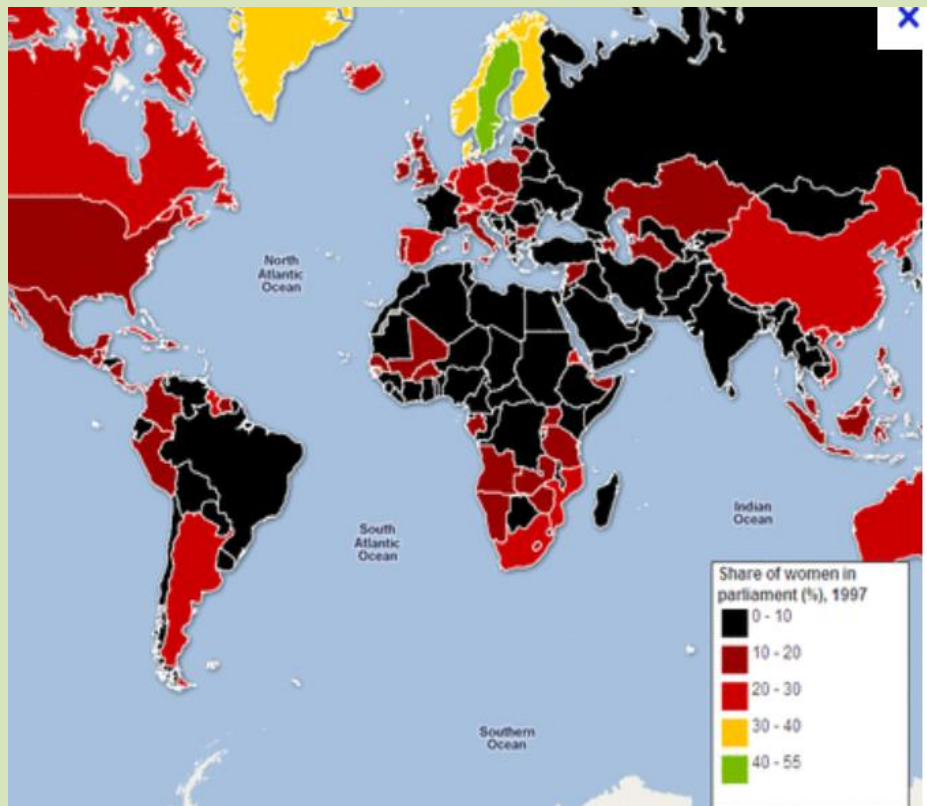 North
Atlantic
Ocean
South
Atlantic
Ocean
Indian
Ocean
Southern
Ocean
Share of women in
parliament (%), 1997
0 - 10
10 - 20
20 - 30
30 - 40
40 - 55